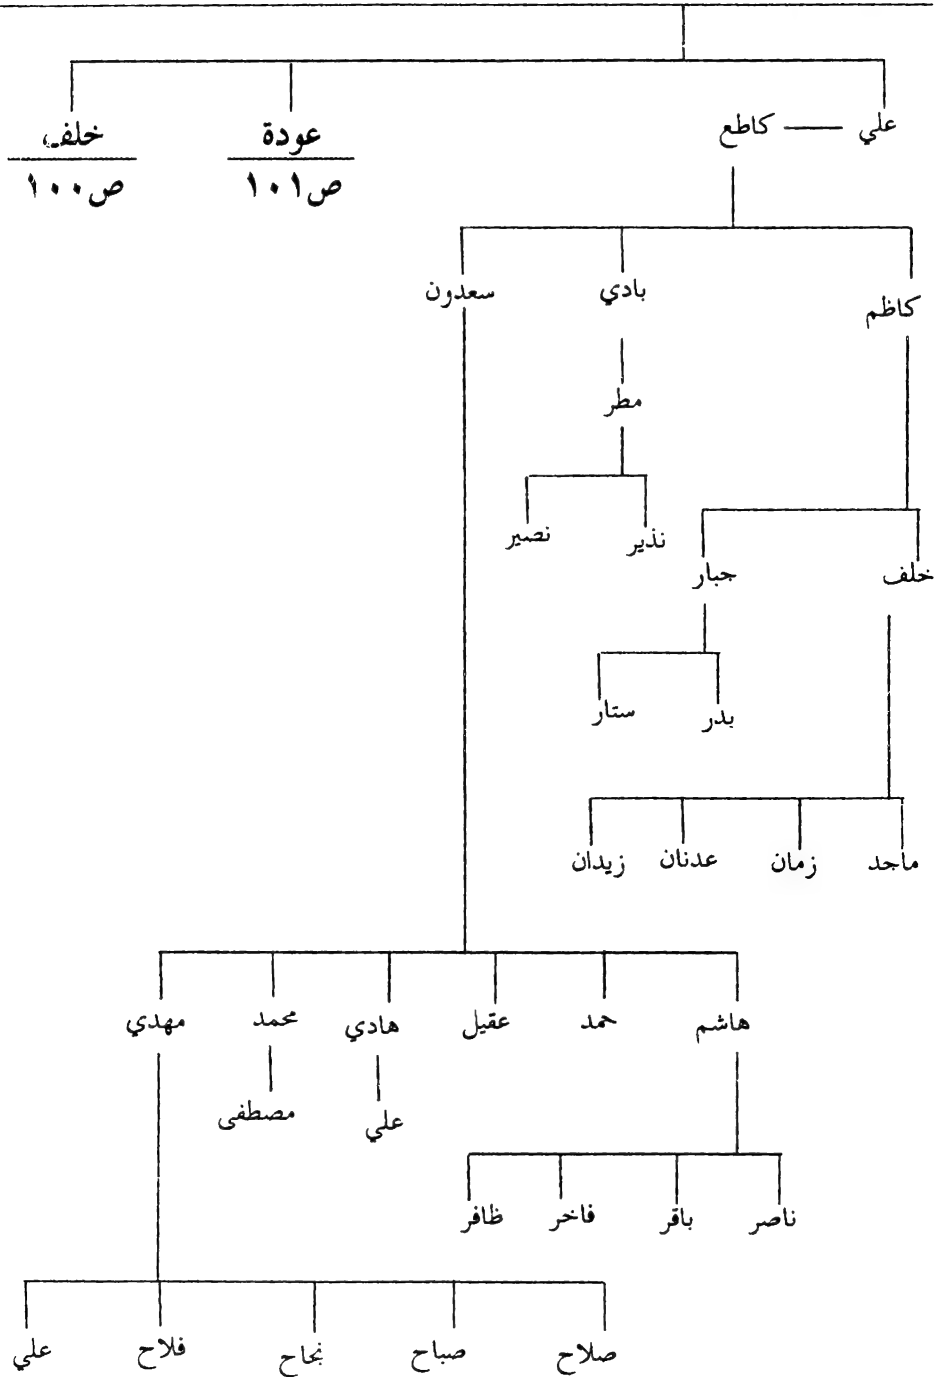 علي — كاطع عودة خلف
ص١٠١ ص١٠٠
كاظم بادي سعدون
مطر
نذير نصير
خلف جبار
بدر ستار
ماجد زمان عدنان زيدان
هاشم حمد عقيل هادي محمد مهدي
علي مصطفى
ناصر باقر فاخر ظافر
صلاح صباح نجاح فلاح علي